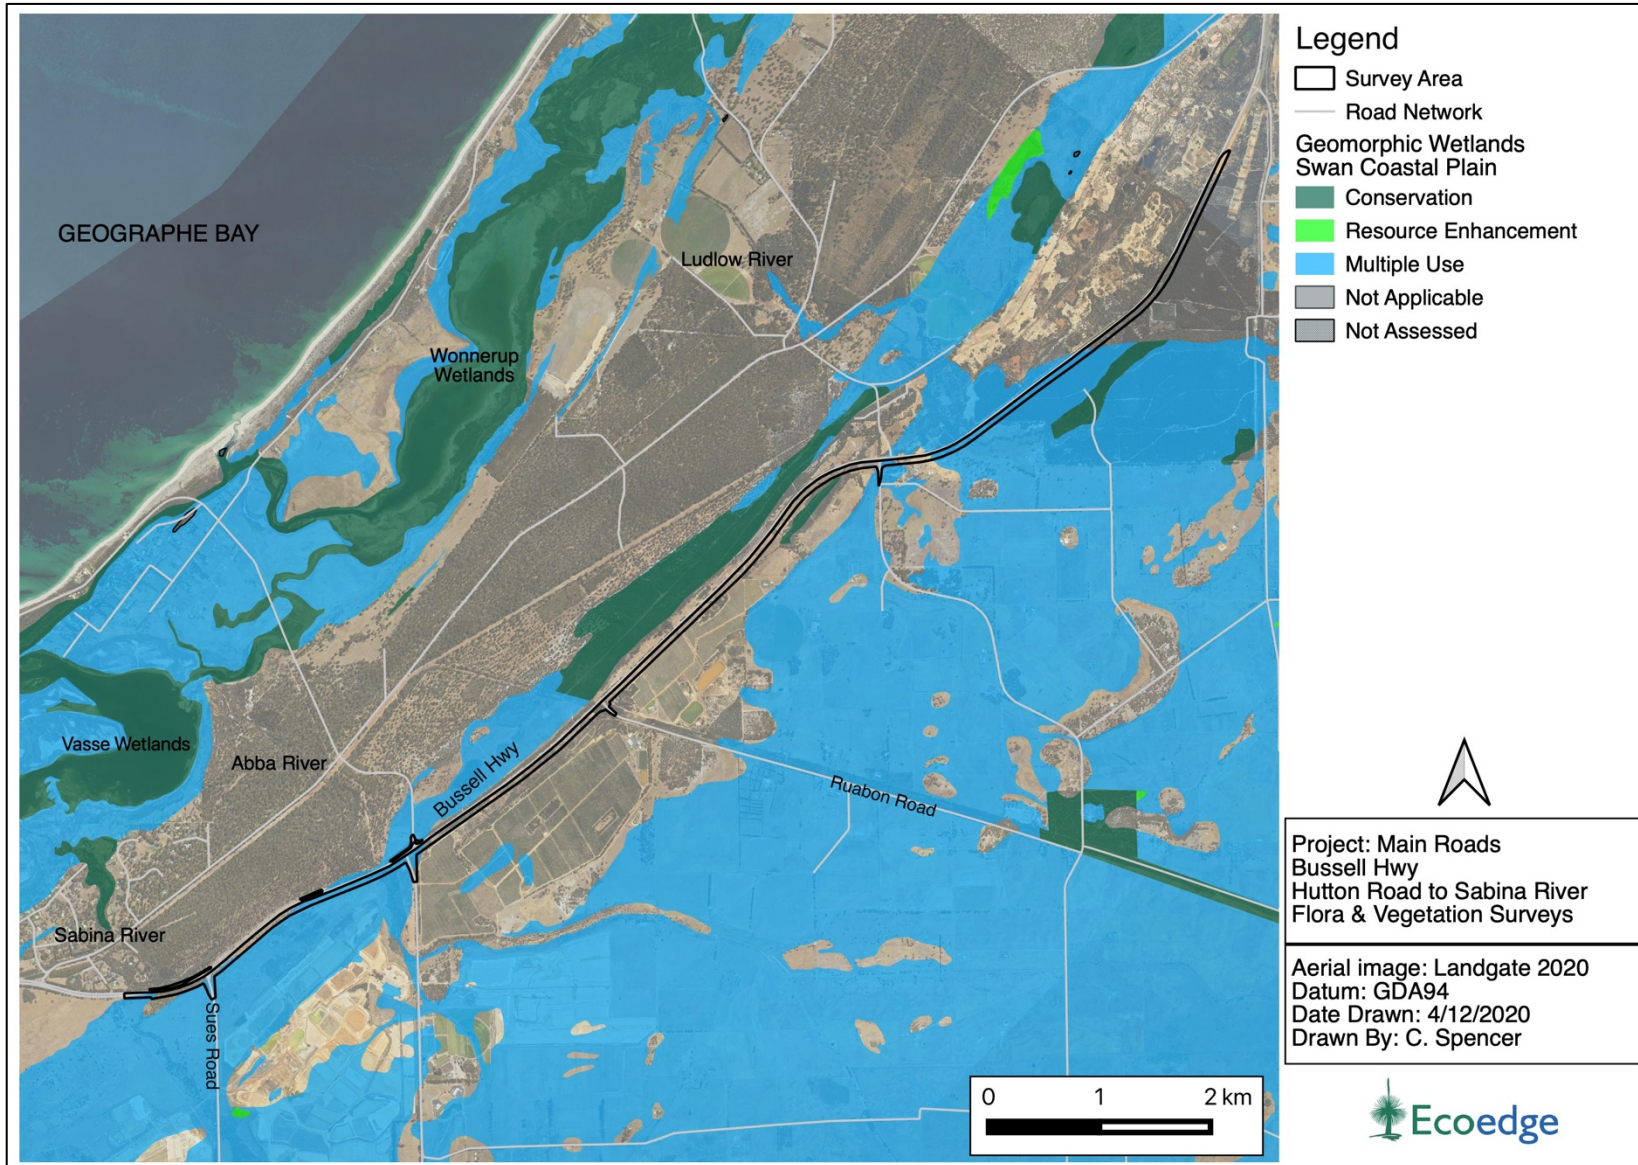 GEOGRAPHE BAY
Ludlow River
Wonnerup
Wetlands
Vasse Wetlands
Abba River
Bussell Hwy
Ruabon Road
Sabina River
Sues Road
0 1 2 km
Legend
Survey Area
Road Network
Geomorphic Wetlands
Swan Coastal Plain
Conservation
Resource Enhancement
Multiple Use
Not Applicable
Not Assessed
Project: Main Roads
Bussell Hwy
Hutton Road to Sabina River
Flora & Vegetation Surveys
Aerial image: Landgate 2020
Datum: GDA94
Date Drawn: 4/12/2020
Drawn By: C. Spencer
Ecoedge